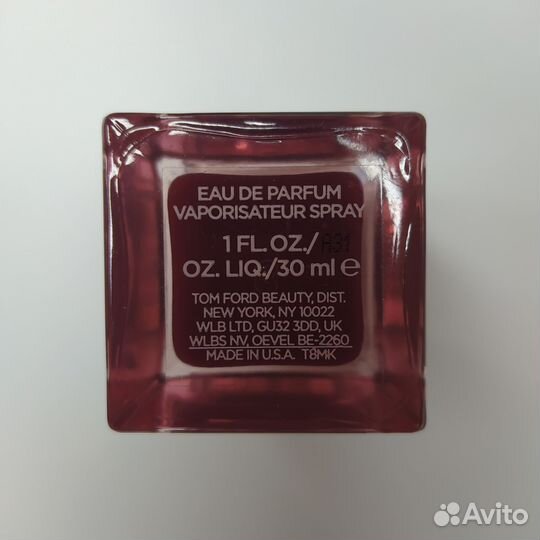 EAU DE PARFUM
VAPORISATEUR SPRAY
1 FL. OZ./ A31
OZ. LIQ./30 ml ℮
TOM FORD BEAUTY, DIST.
NEW YORK, NY 10022
WLB LTD, GU32 3DD, UK
WLBS NV, OEVEL BE-2260
MADE IN U.S.A. T8MK
Avito